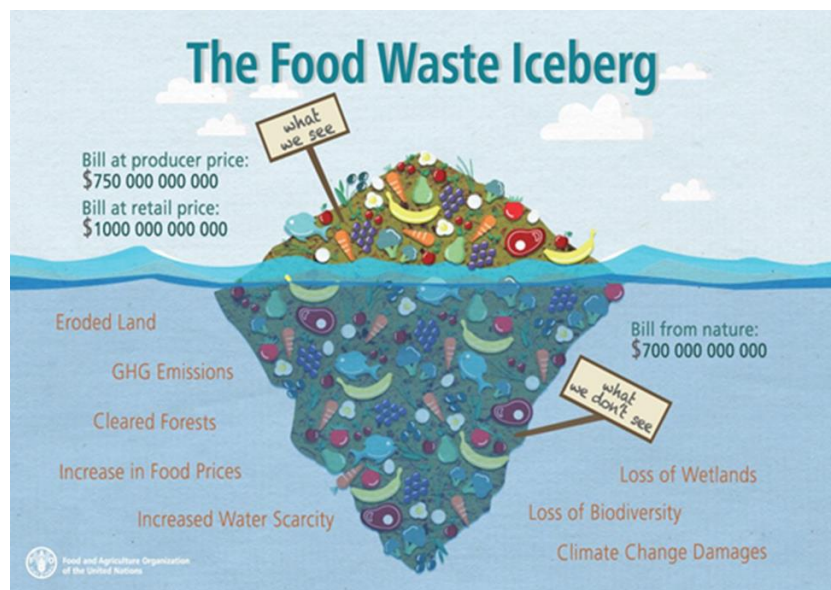 The Food Waste Iceberg
what
we see
Bill at producer price:
$750 000 000 000
Bill at retail price:
$1000 000 000 000
Eroded Land
GHG Emissions
Cleared Forests
Increase in Food Prices
Increased Water Scarcity
Bill from nature:
$700 000 000 000
what
we don't see
Loss of Wetlands
Loss of Biodiversity
Climate Change Damages
Food and Agriculture Organization
of the United Nations